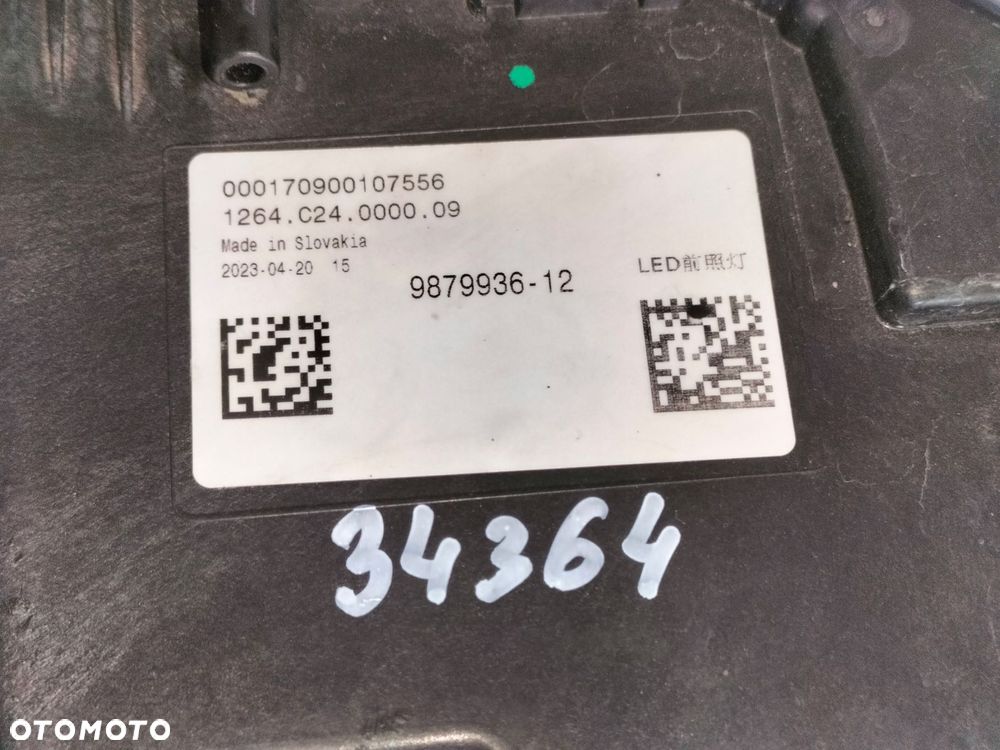 000170900107556
1264.C24.0000.09
Made in Slovakia
2023-04-20 15
9879936-12
LED前照灯
34364
OTOMOTO